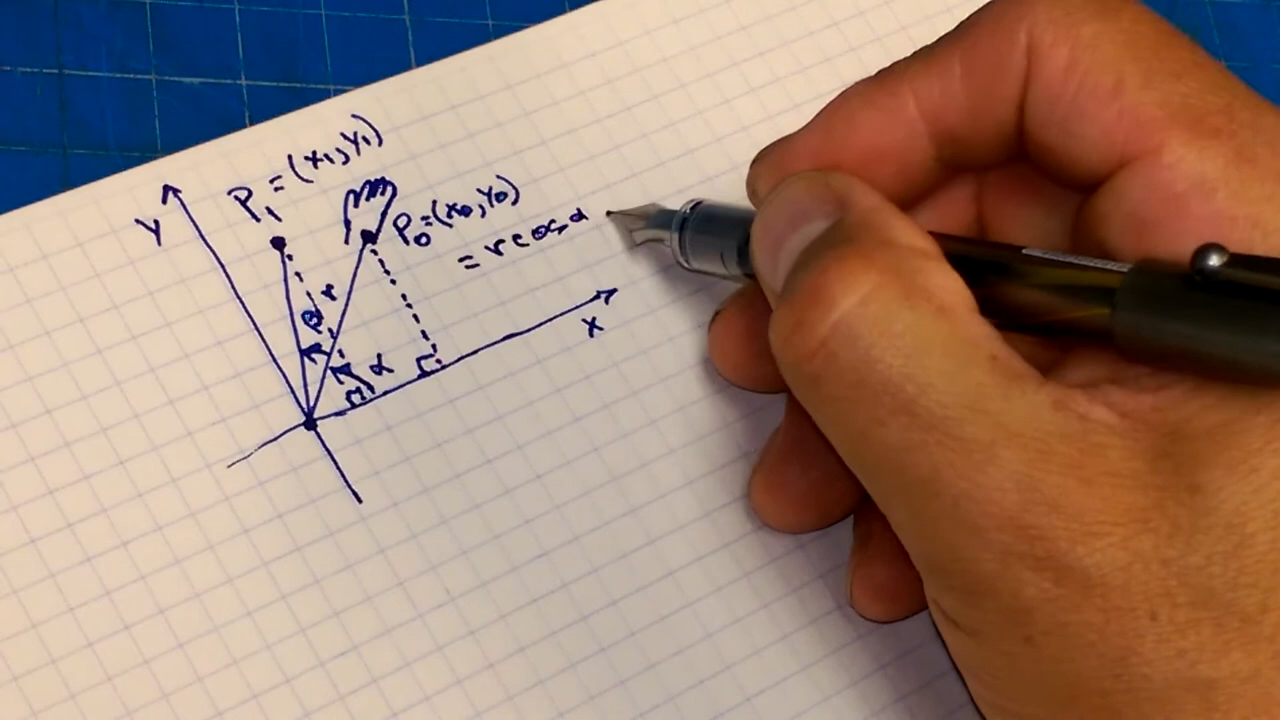 P₁ = (x₁, y₁)
Y
P₀ = (x₀, y₀)
= r cos α
r
θ
α
X